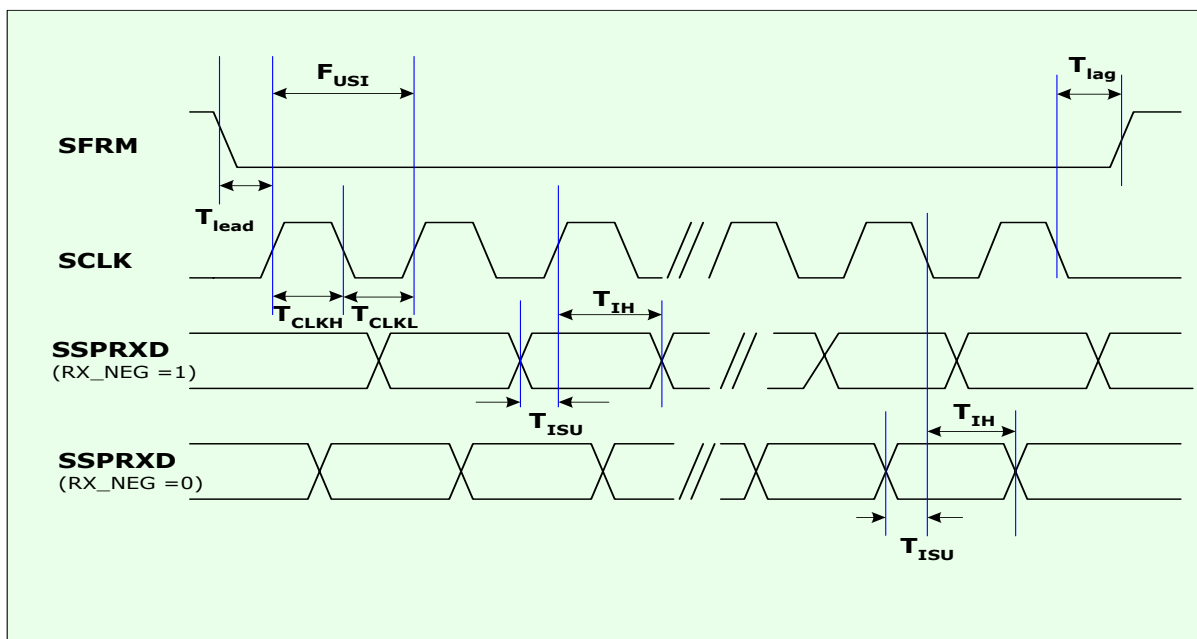 F_USI
T_lag
SFRM
T_lead
SCLK
T_CLKH T_CLKL
T_IH
SSPRXD
(RX_NEG =1)
T_ISU
T_IH
SSPRXD
(RX_NEG =0)
T_ISU